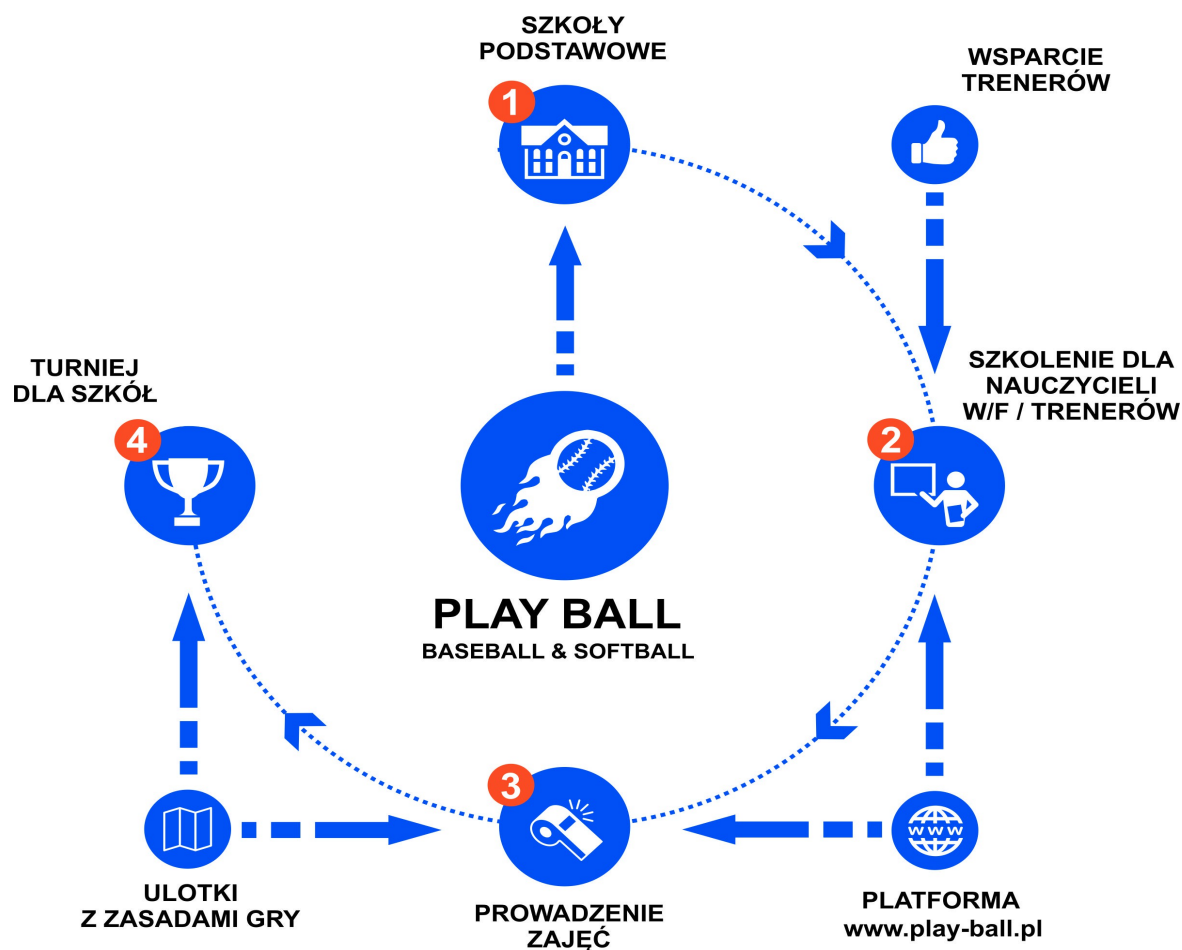 SZKOŁY
PODSTAWOWE
1
WSPARCIE
TRENERÓW
TURNIEJ
DLA SZKÓŁ
4
SZKOLENIE DLA
NAUCZYCIELI
W/F / TRENERÓW
2
PLAY BALL
BASEBALL & SOFTBALL
3
WWW
ULOTKI
Z ZASADAMI GRY
PROWADZENIE
ZAJĘĆ
PLATFORMA
www.play-ball.pl